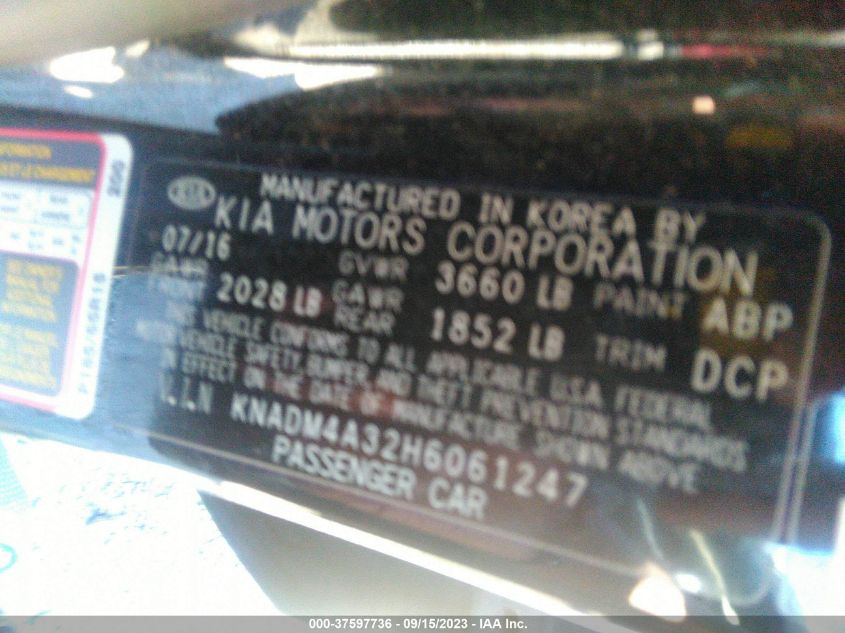 KIA
MANUFACTURED IN KOREA BY
KIA MOTORS CORPORATION
07/16 GVWR 3660 LB PAINT ABP
GAWR FRONT 2028 LB GAWR REAR 1852 LB TRIM DCP
THIS VEHICLE CONFORMS TO ALL APPLICABLE U.S.A. FEDERAL
MOTOR VEHICLE SAFETY, BUMPER, AND THEFT PREVENTION STANDARDS
IN EFFECT ON THE DATE OF MANUFACTURE SHOWN ABOVE
V.I.N KNADM4A32H6061247
PASSENGER CAR
000-37597736 - 09/15/2023 - IAA Inc.